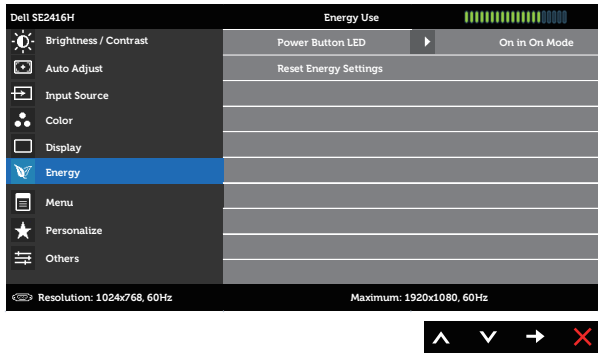 Dell SE2416H Energy Use
Brightness / Contrast Power Button LED On in On Mode
Auto Adjust Reset Energy Settings
Input Source
Color
Display
Energy
Menu
Personalize
Others
Resolution: 1024x768, 60Hz Maximum: 1920x1080, 60Hz